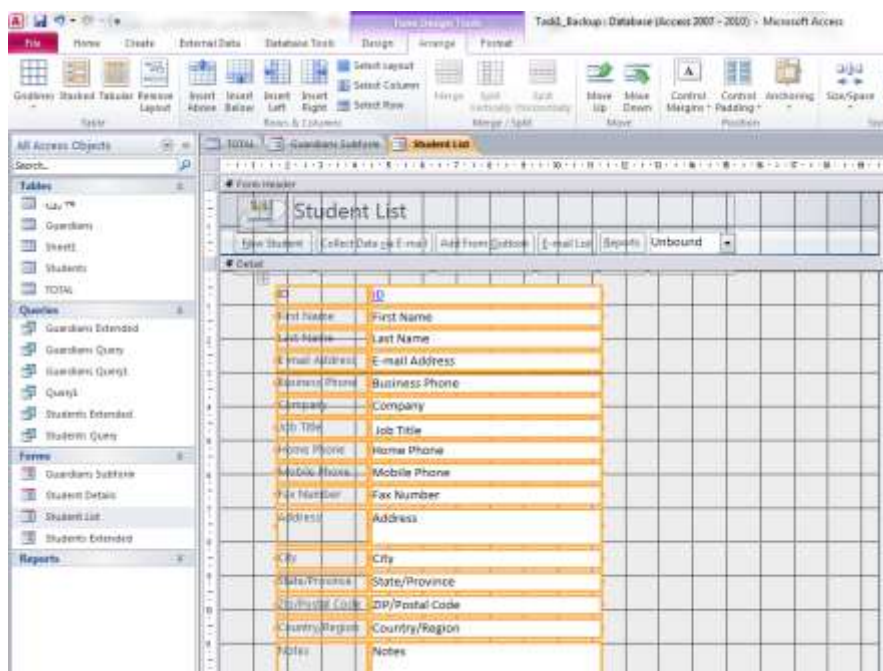 Form Design Tools Task1_Backup : Database (Access 2007 - 2010) - Microsoft Access
File Home Create External Data Database Tools Design Arrange Format
Gridlines Stacked Tabular Remove Layout
Insert Above Insert Below Insert Left Insert Right
Select Layout
Select Column
Select Row
Merge Split Vertically Split Horizontally
Move Up Move Down
Control Margins Control Padding Anchoring Size/Space
Table Rows & Columns Merge / Split Move Position
All Access Objects
Search...
Tables
Guardians
Sheet1
Students
TOTAL
Queries
Guardians Extended
Guardians Query
Guardians Query1
Query1
Students Extended
Students Query
Forms
Guardians Subform
Student Details
Student List
Students Extended
Reports
TOTAL Guardians Subform Student List
Form Header
Student List
New Student Collect Data via E-mail Add From Outlook E-mail List Reports Unbound
Detail
ID ID
First Name First Name
Last Name Last Name
E-mail Address E-mail Address
Business Phone Business Phone
Company Company
Job Title Job Title
Home Phone Home Phone
Mobile Phone Mobile Phone
Fax Number Fax Number
Address Address
City City
State/Province State/Province
Zip/Postal Code ZIP/Postal Code
Country/Region Country/Region
Notes Notes